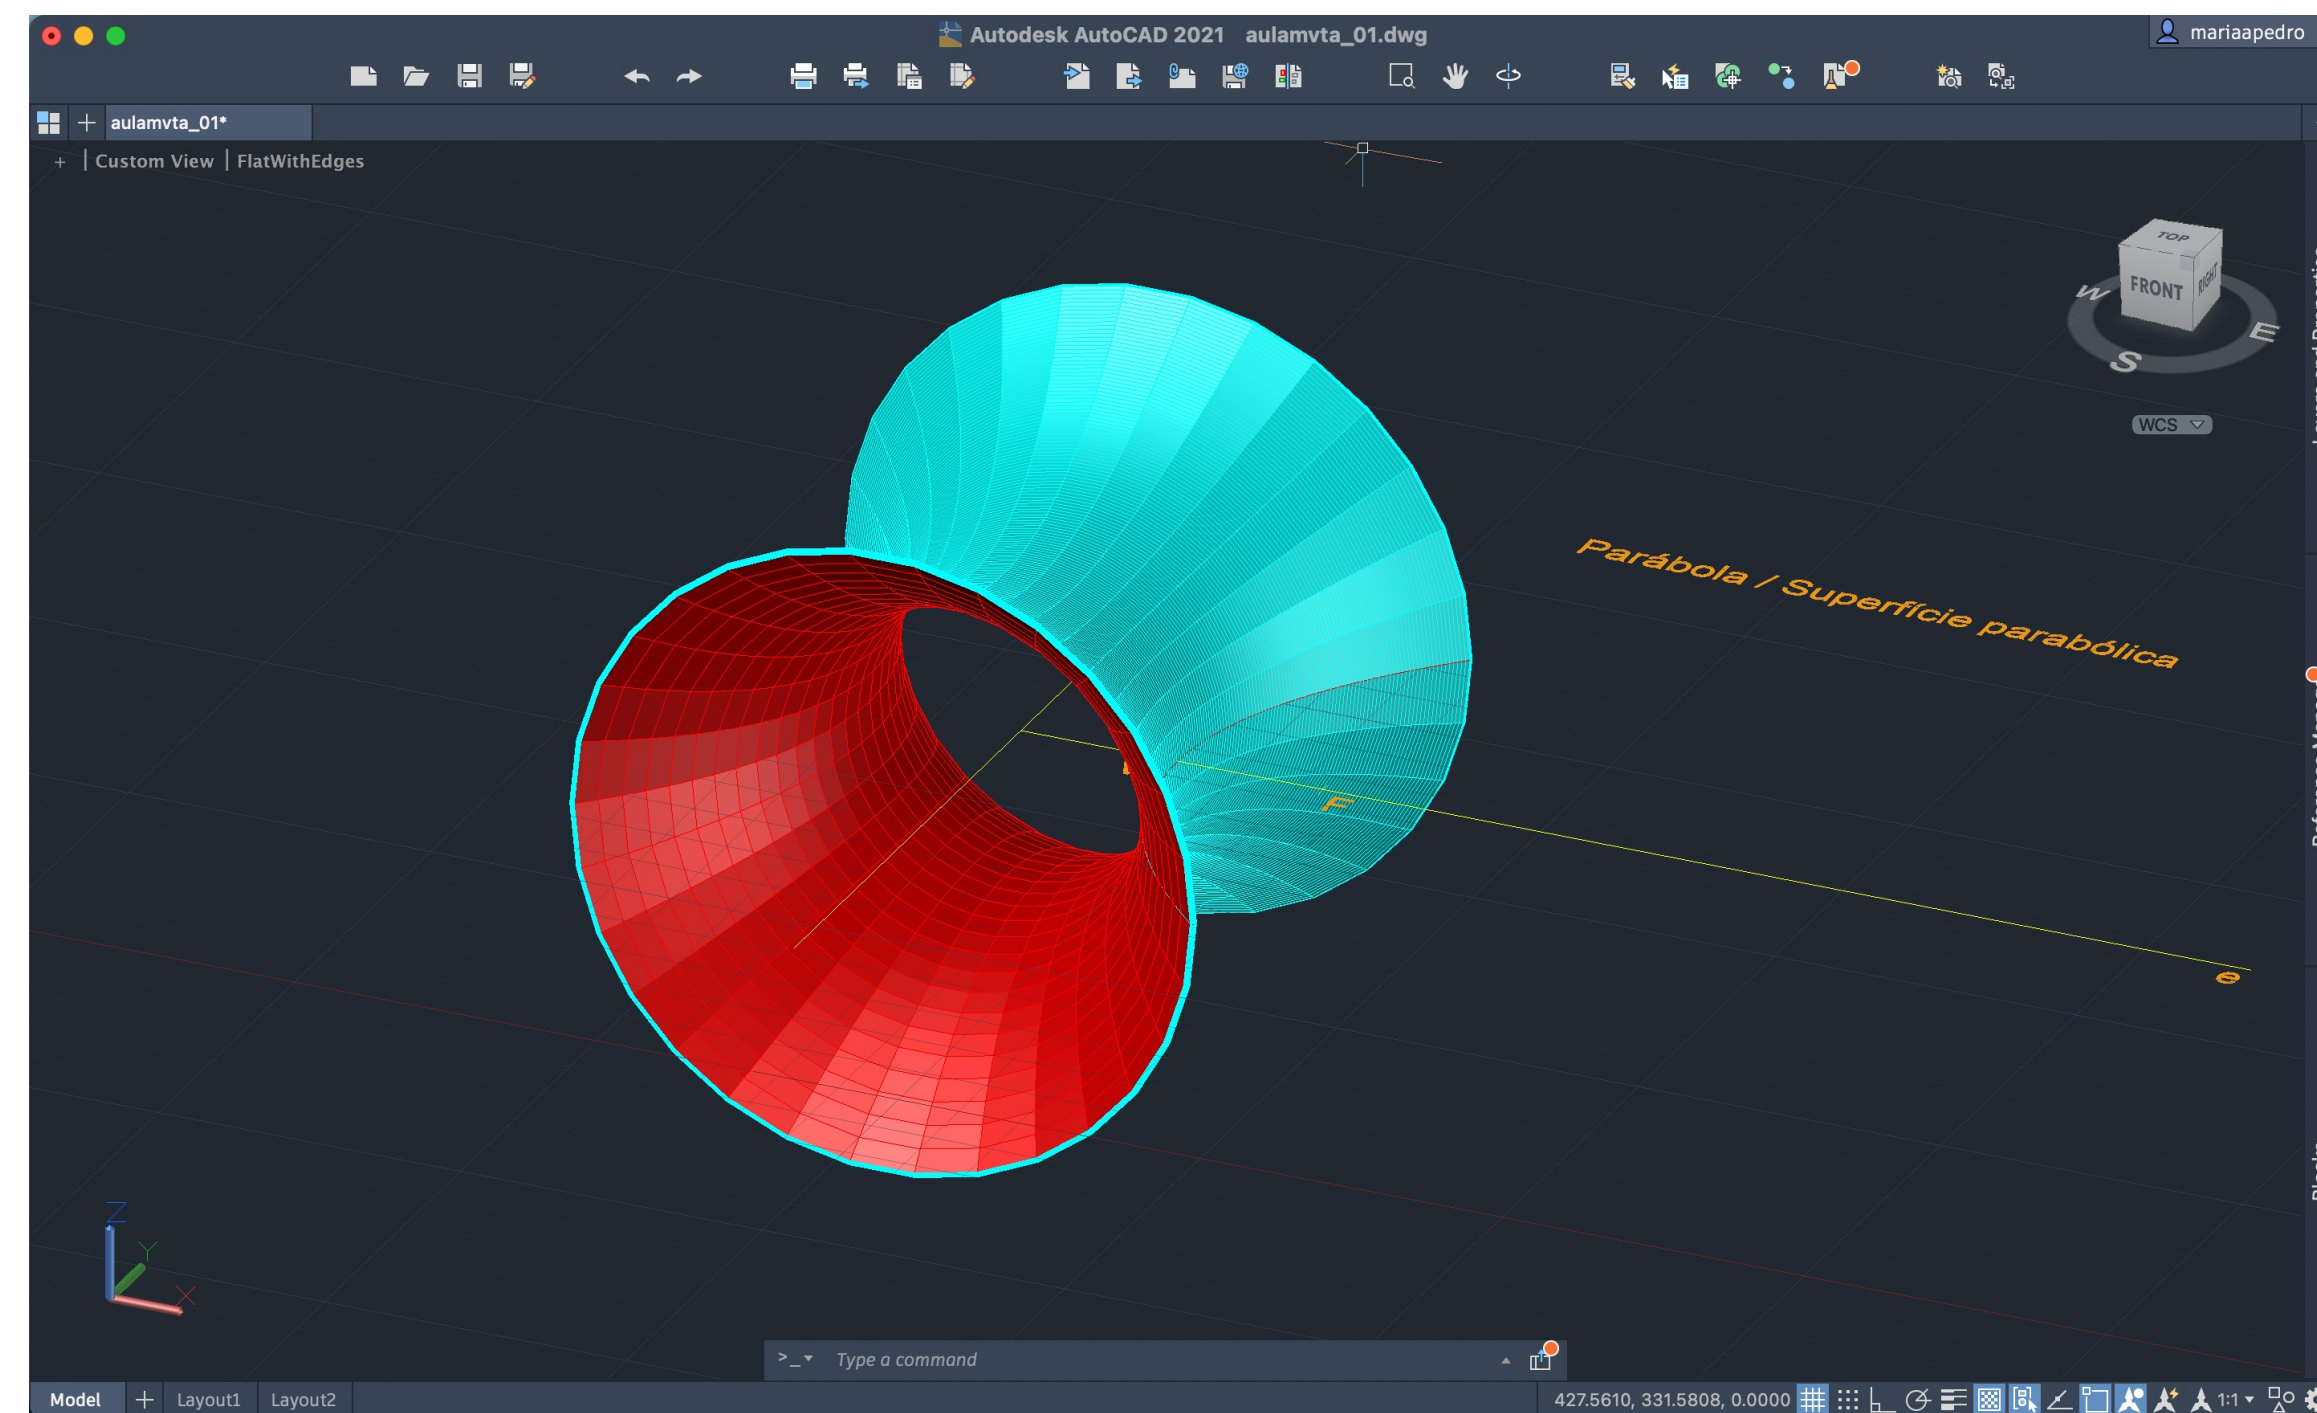 Autodesk AutoCAD 2021 aulamvta_01.dwg
mariaapedro
aulamvta_01*
+ | Custom View | FlatWithEdges
TOP
FRONT
RIGHT
W
S
E
WCS
Parábola / Superfície parabólica
F
e
Z
Y
X
>_ Type a command
Model
Layout1
Layout2
427.5610, 331.5808, 0.0000
1:1